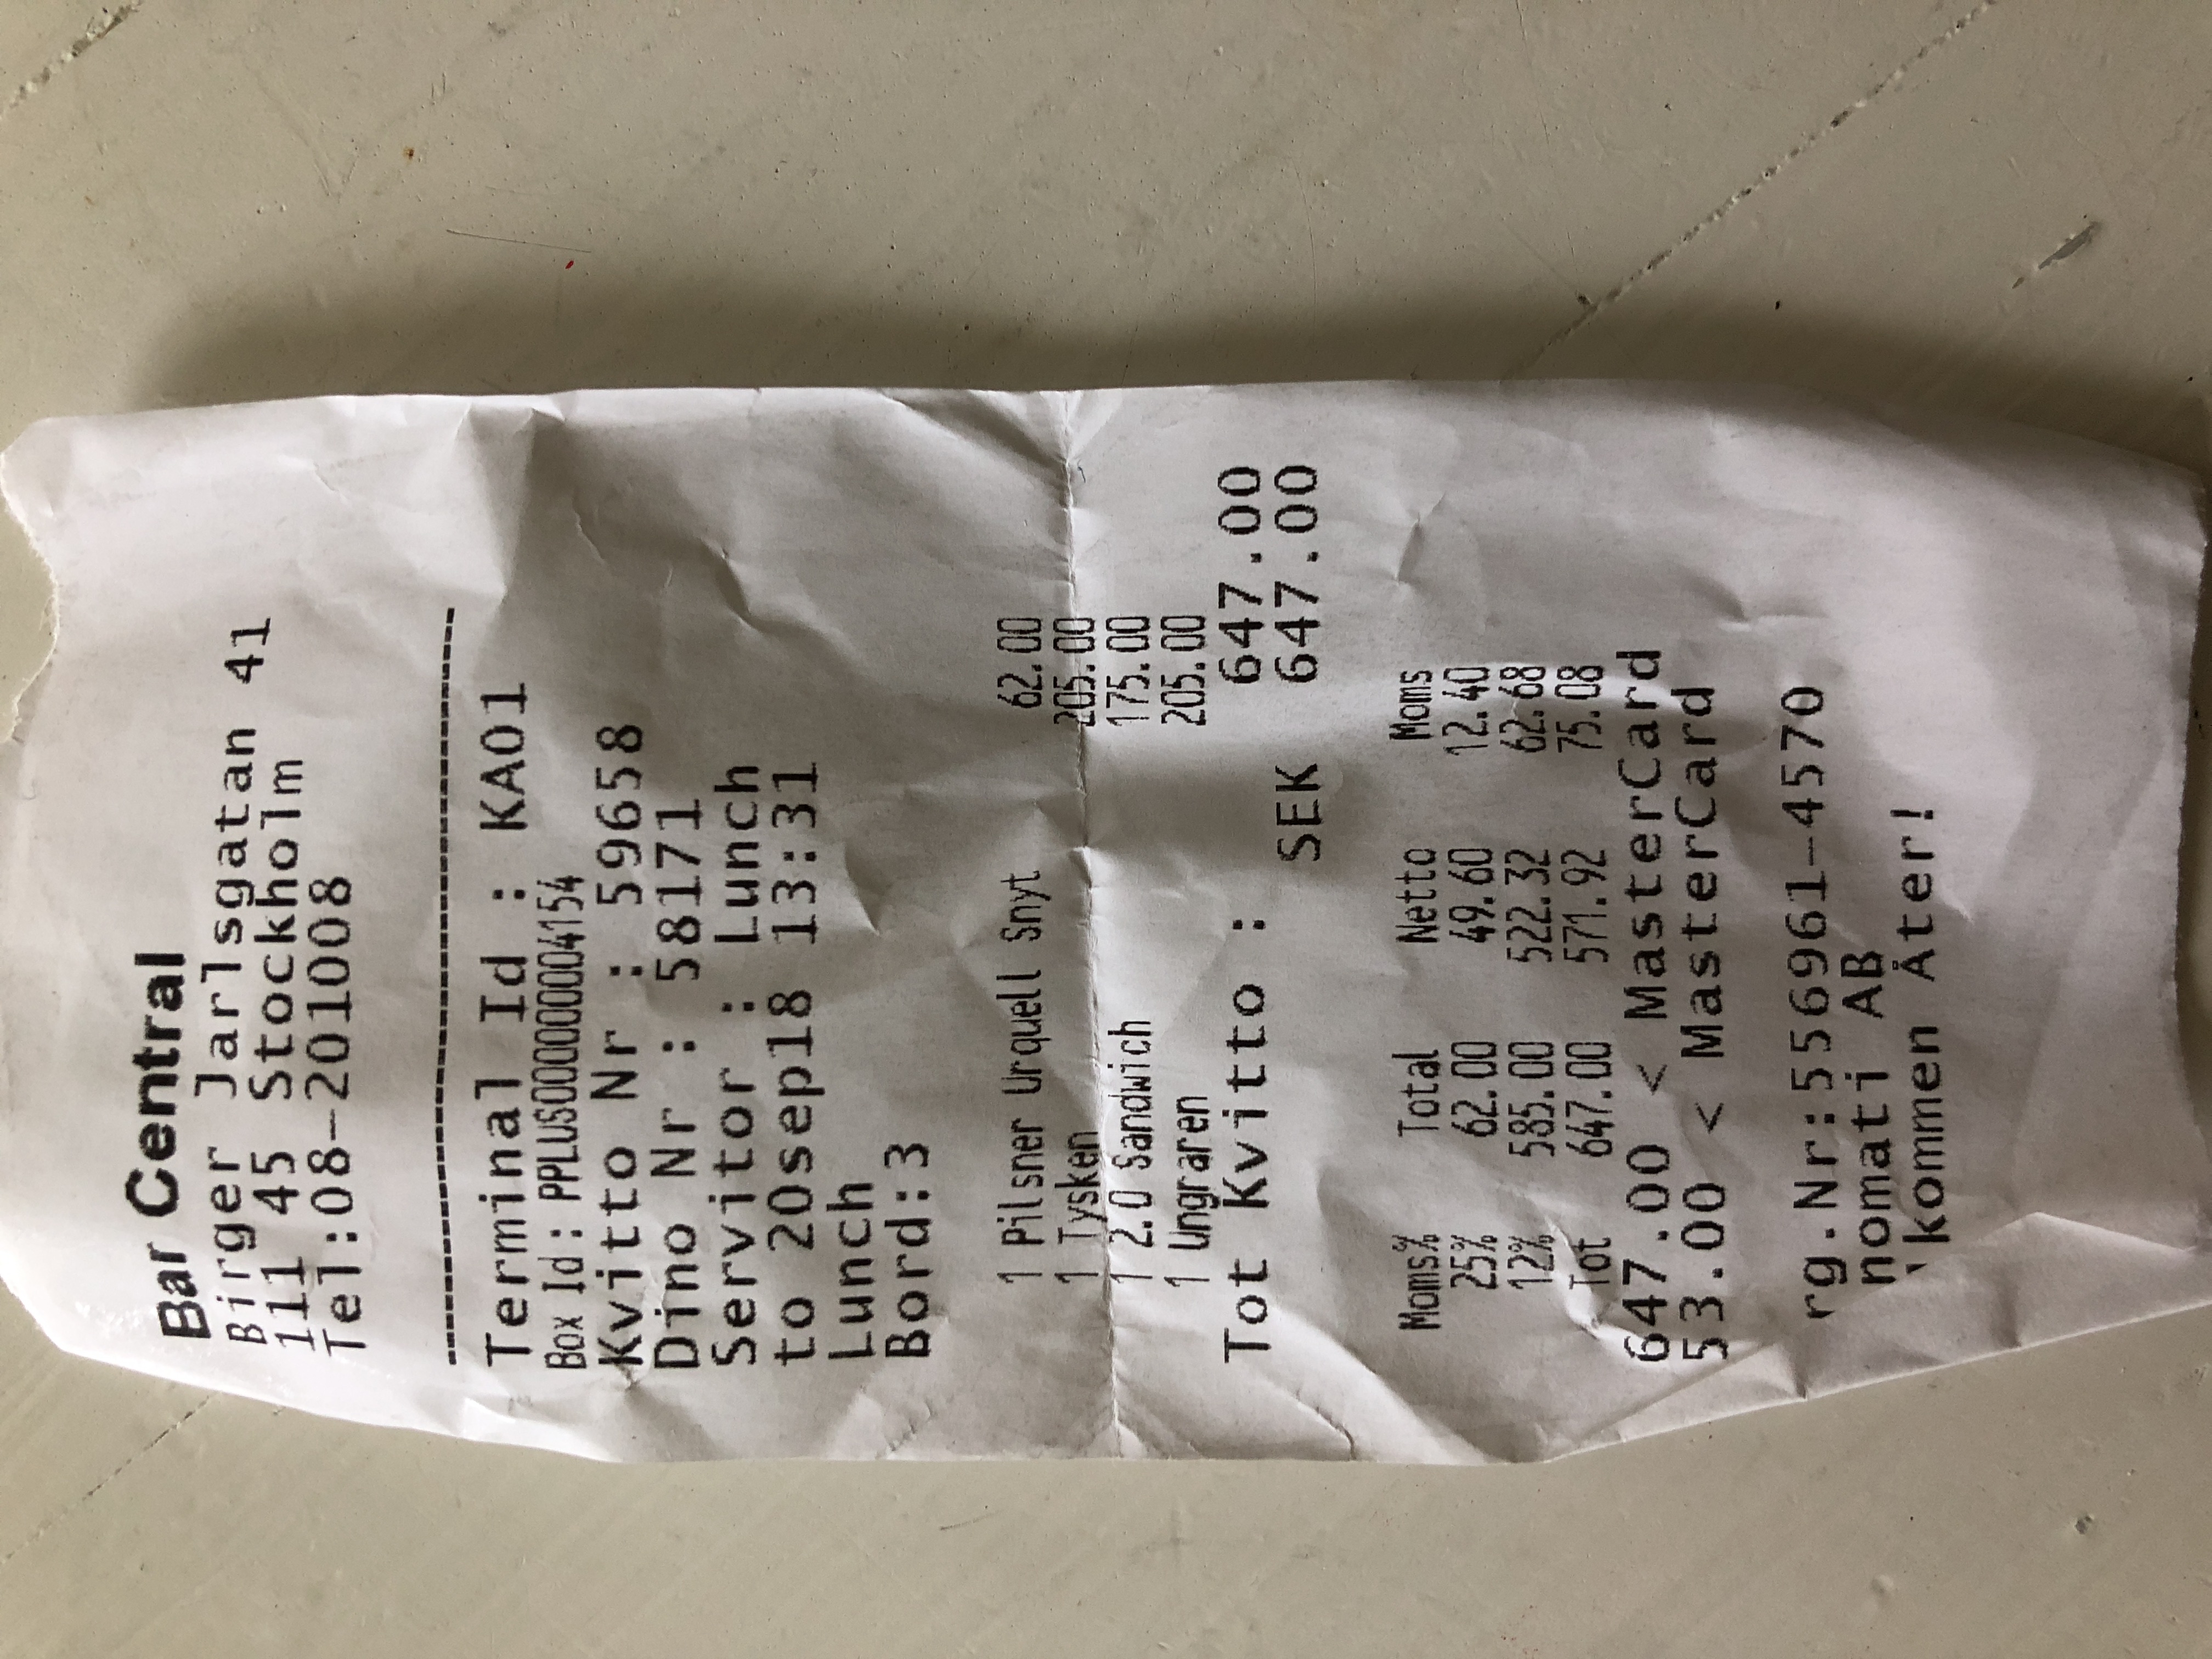 Bar Central
Birger Jarlsgatan 41
111 45 Stockholm
Tel:08-201008
----------------------------------------
Terminal Id : KA01
Box Id : PPLUS000000004154
Kvitto Nr : 59658
Dino Nr : 58171
Servitor : Lunch
to 20sep18 13:31
Lunch
Bord:3
1 Pilsner Urquell Snyt 62.00
1 Tysken 205.00
1 2.0 Sandwich 175.00
1 Ungraren 205.00
Tot Kvitto : 647.00
SEK 647.00
Moms% Total Netto Moms
25% 62.00 49.60 12.40
12% 585.00 522.32 62.68
Tot 647.00 571.92 75.08
647.00 < MasterCard
53.00 < MasterCard
rg.Nr:556961-4570
nomati AB
kommen Åter!